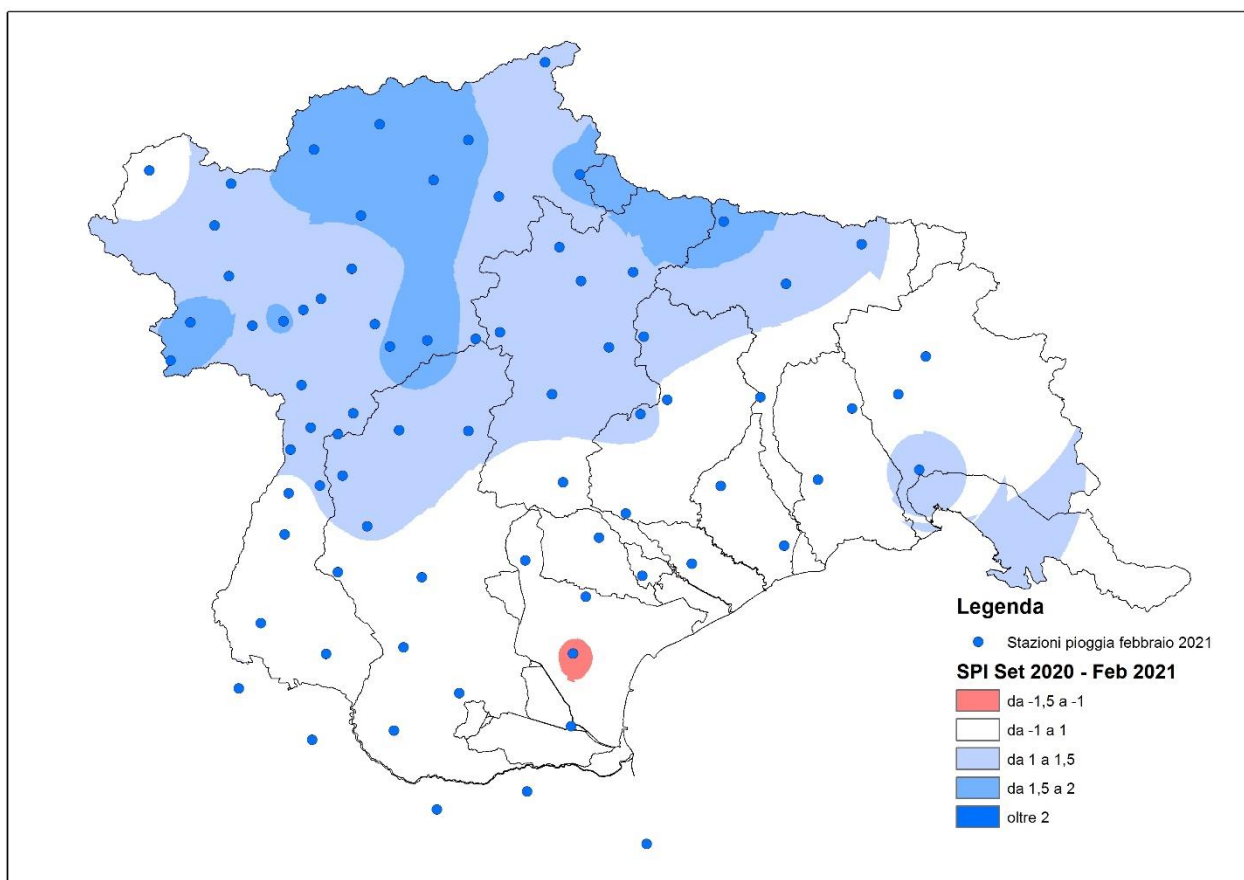 Legenda
Stazioni pioggia febbraio 2021
SPI Set 2020 - Feb 2021
da -1,5 a -1
da -1 a 1
da 1 a 1,5
da 1,5 a 2
oltre 2